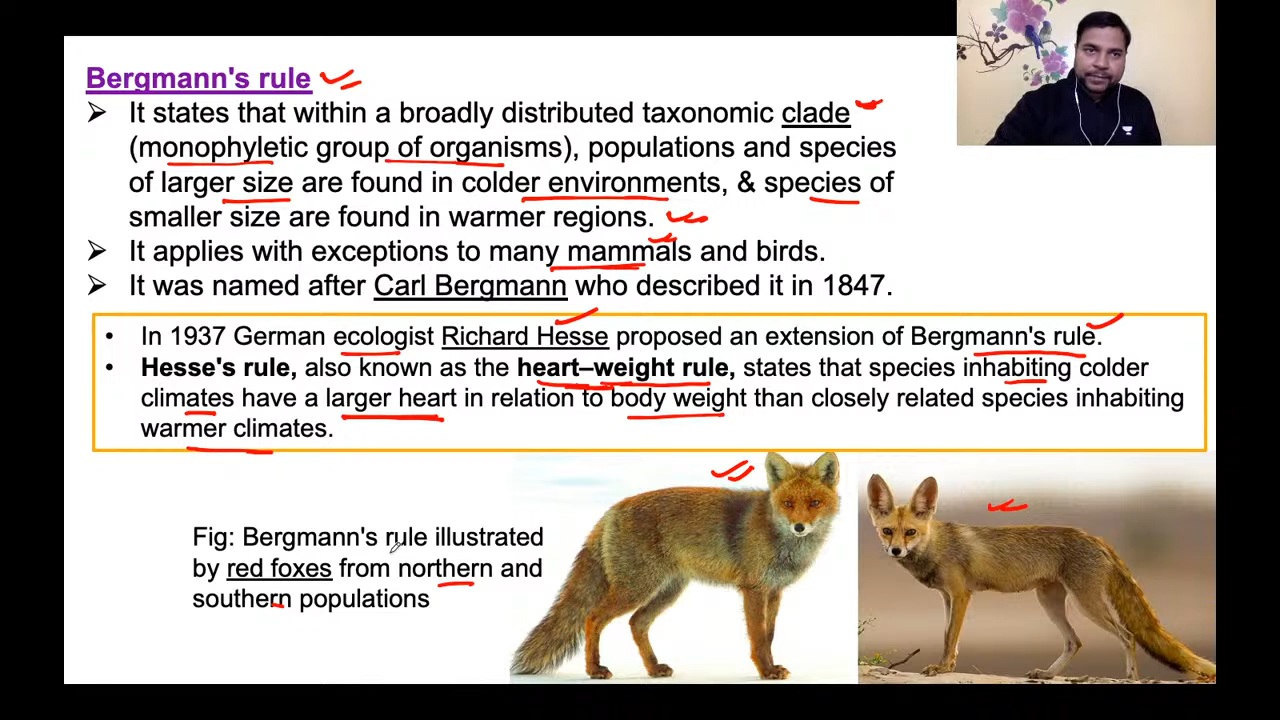 Bergmann's rule
➢ It states that within a broadly distributed taxonomic clade
(monophyletic group of organisms), populations and species
of larger size are found in colder environments, & species of
smaller size are found in warmer regions.
➢ It applies with exceptions to many mammals and birds.
➢ It was named after Carl Bergmann who described it in 1847.
• In 1937 German ecologist Richard Hesse proposed an extension of Bergmann's rule.
• Hesse's rule, also known as the heart–weight rule, states that species inhabiting colder
climates have a larger heart in relation to body weight than closely related species inhabiting
warmer climates.
Fig: Bergmann's rule illustrated
by red foxes from northern and
southern populations